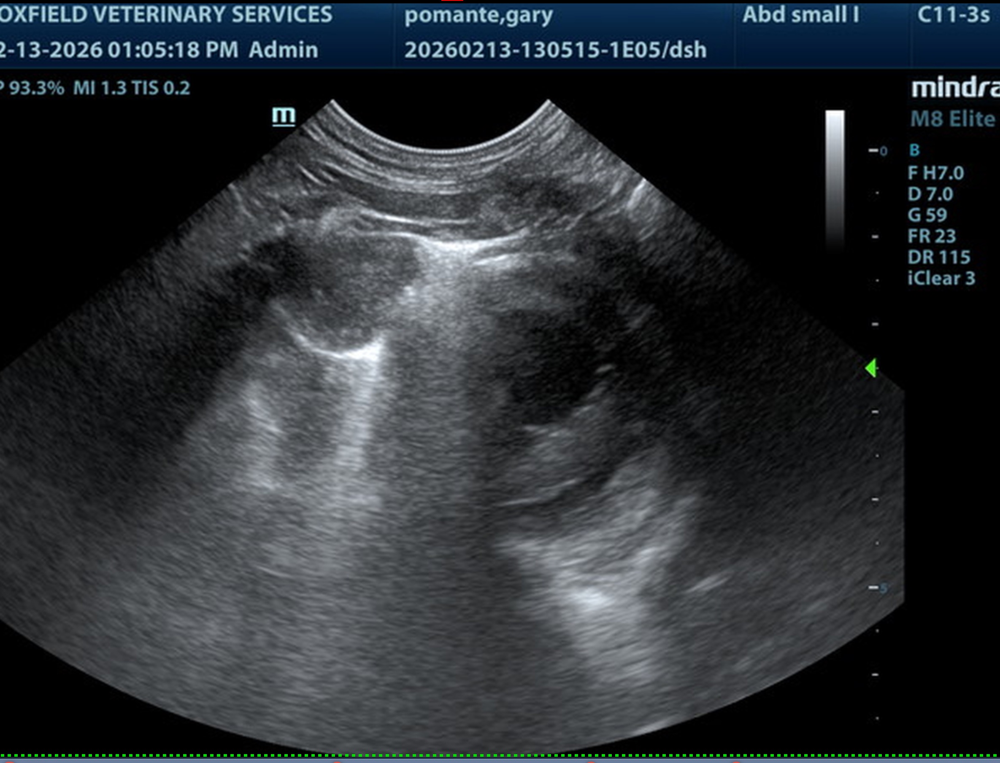 OXFIELD VETERINARY SERVICES
2-13-2026 01:05:18 PM Admin
pomante,gary
20260213-130515-1E05/dsh
Abd small I
C11-3s
P 93.3% MI 1.3 TIS 0.2
m
mindra
M8 Elite
B
F H7.0
D 7.0
G 59
FR 23
DR 115
iClear 3
0
5